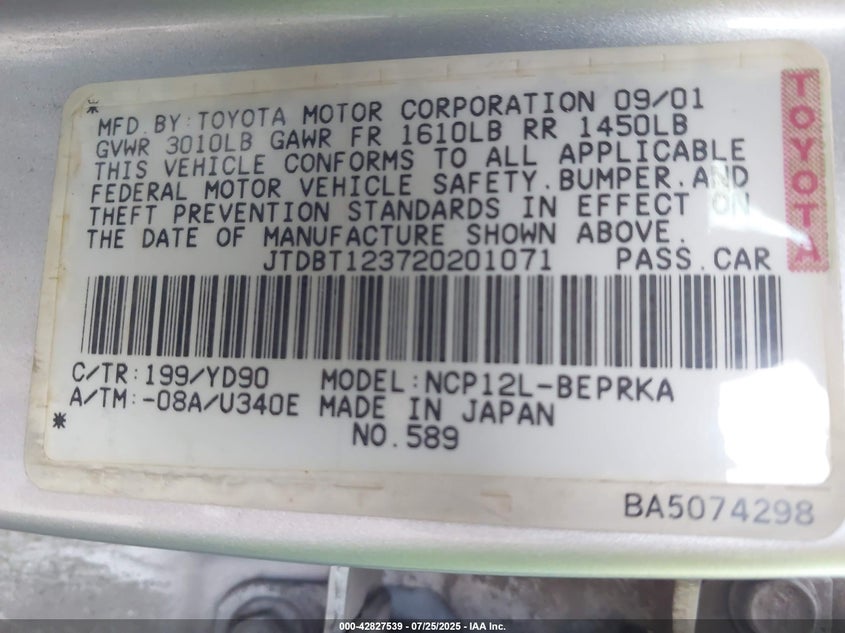 MFD.BY:TOYOTA MOTOR CORPORATION 09/01
GVWR 3010LB GAWR FR 1610LB RR 1450LB
THIS VEHICLE CONFORMS TO ALL APPLICABLE
FEDERAL MOTOR VEHICLE SAFETY.BUMPER.AND
THEFT PREVENTION STANDARDS IN EFFECT ON
THE DATE OF MANUFACTURE SHOWN ABOVE.
JTDBT123720201071 PASS.CAR
TOYOTA
C/TR:199/YD90 MODEL:NCP12L-BEPRKA
A/TM:-08A/U340E MADE IN JAPAN
NO.589
BA5074298
000-42827539 - 07/25/2025 - IAA Inc.